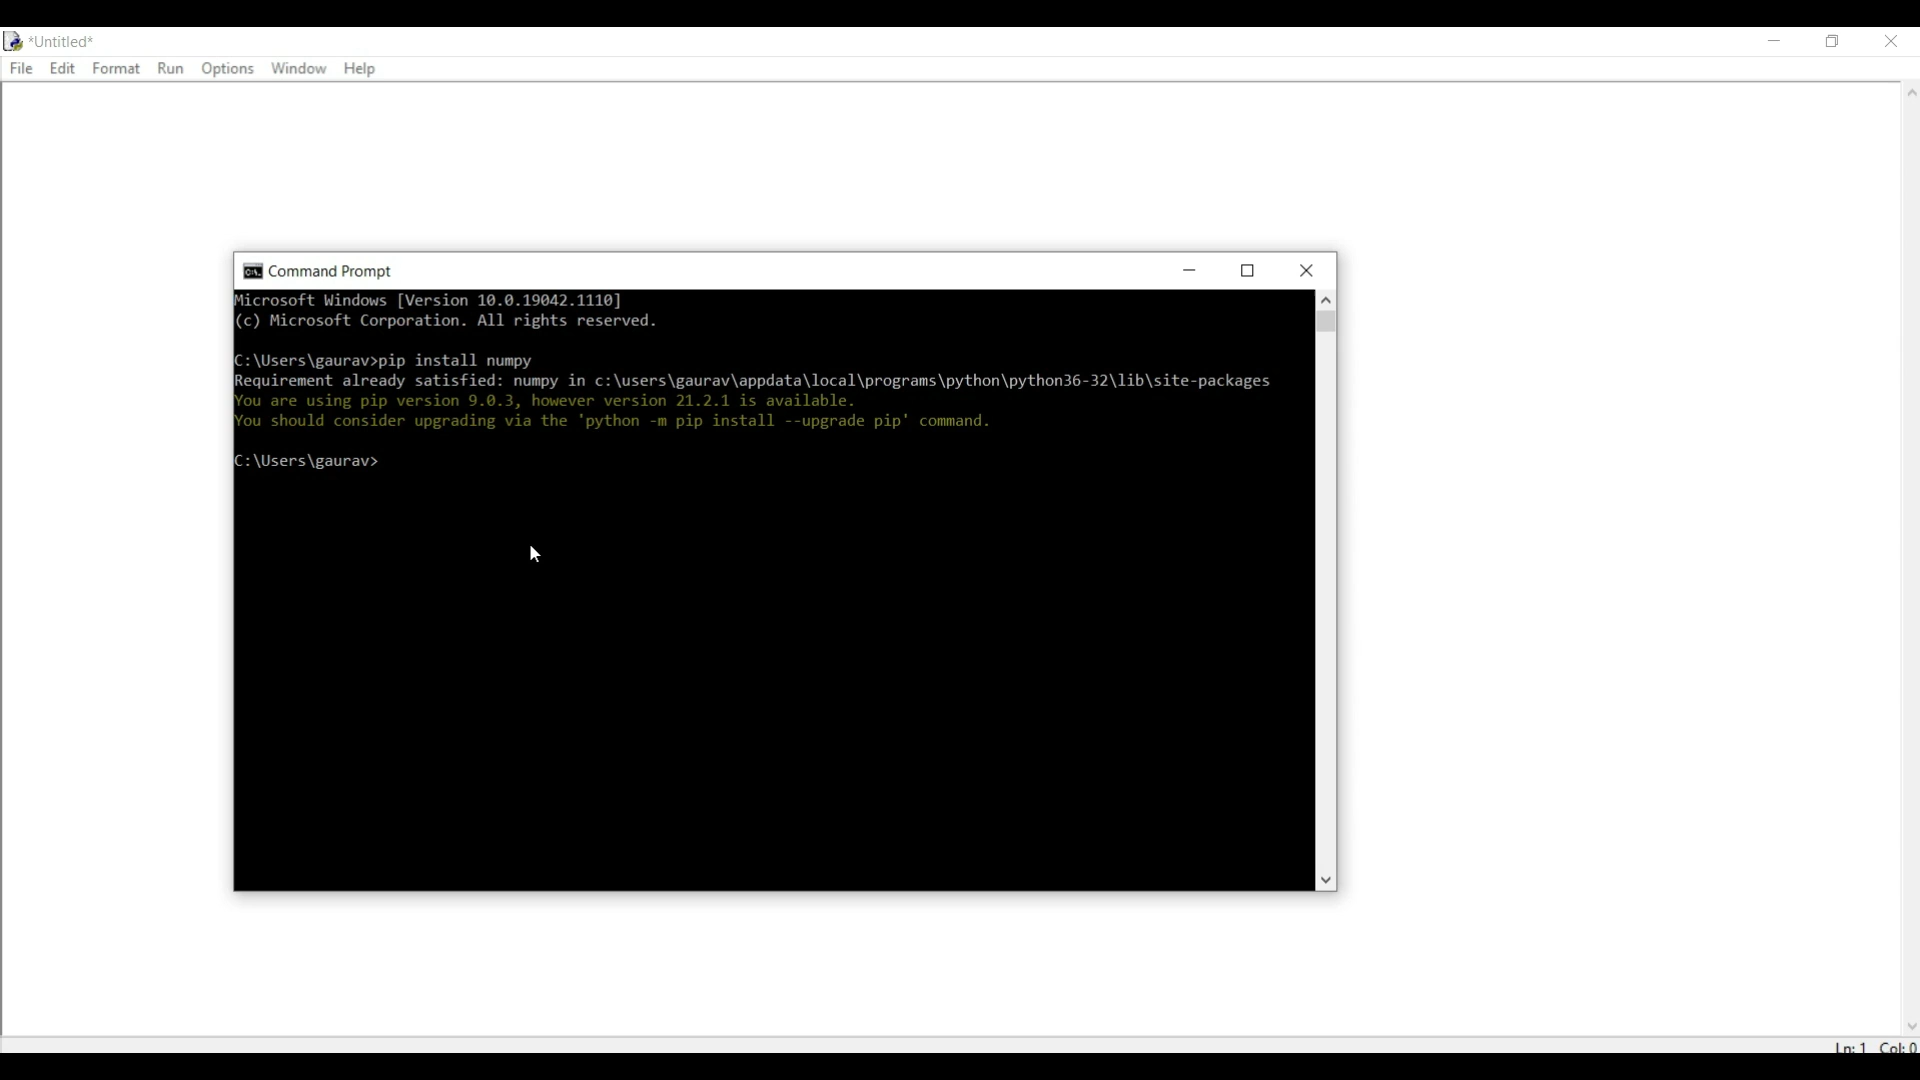 *Untitled*
File Edit Format Run Options Window Help
Command Prompt
Microsoft Windows [Version 10.0.19042.1110]
(c) Microsoft Corporation. All rights reserved.
C:\Users\gaurav>pip install numpy
Requirement already satisfied: numpy in c:\users\gaurav\appdata\local\programs\python\python36-32\lib\site-packages
You are using pip version 9.0.3, however version 21.2.1 is available.
You should consider upgrading via the 'python -m pip install --upgrade pip' command.
C:\Users\gaurav>
Ln: 1 Col: 0